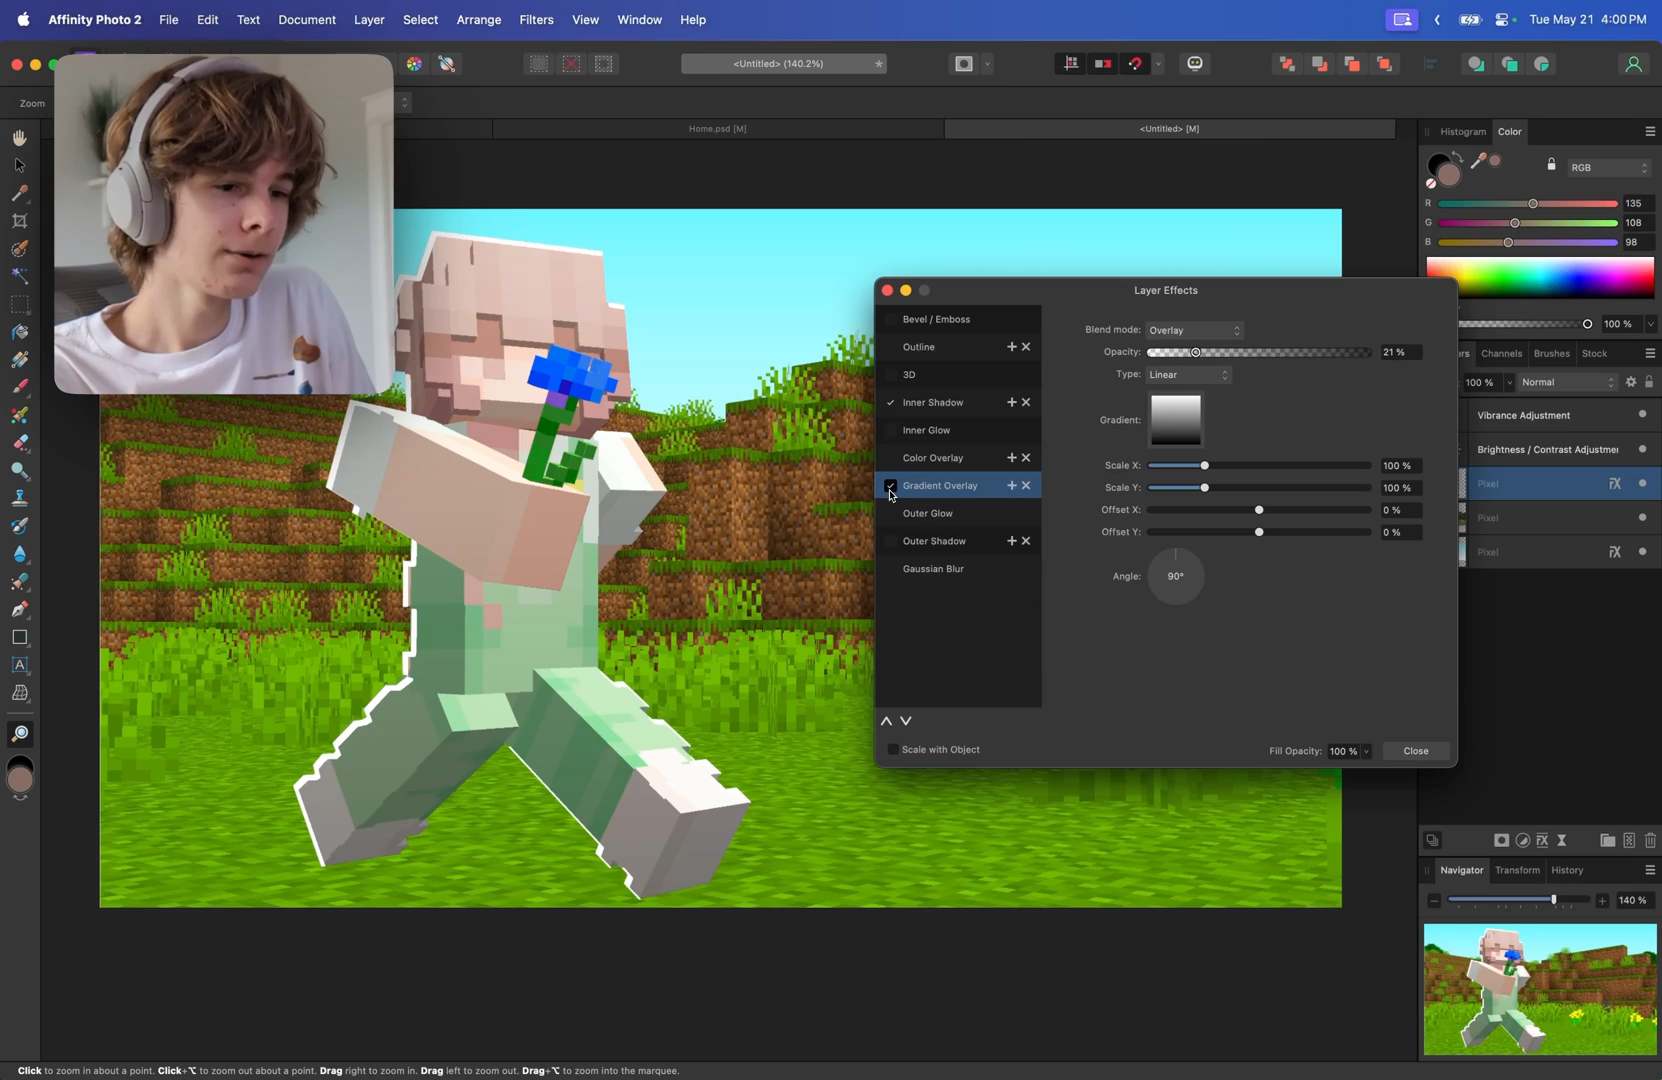 Affinity Photo 2 File Edit Text Document Layer Select Arrange Filters View Window Help Tue May 21 4:00 PM
<Untitled> (140.2%) *
Zoom
Home.psd [M] <Untitled> [M]
Histogram Color
RGB
R 135
G 108
B 98
100 %
Channels Brushes Stock
100 % Normal
Vibrance Adjustment
Brightness / Contrast Adjustme
Pixel FX
Pixel
Pixel FX
Layer Effects
Bevel / Emboss
Outline
3D
Inner Shadow
Inner Glow
Color Overlay
Gradient Overlay
Outer Glow
Outer Shadow
Gaussian Blur
Blend mode: Overlay
Opacity: 21 %
Type: Linear
Gradient:
Scale X: 100 %
Scale Y: 100 %
Offset X: 0 %
Offset Y: 0 %
Angle: 90°
Scale with Object
Fill Opacity: 100 % Close
Navigator Transform History
140 %
Click to zoom in about a point. Click+⌥ to zoom out about a point. Drag right to zoom in. Drag left to zoom out. Drag+⌥ to zoom into the marquee.